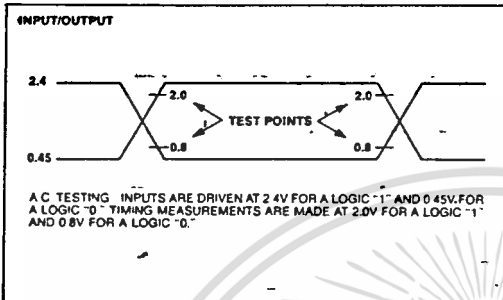 INPUT/OUTPUT
2.4
2.0
2.0
TEST POINTS
0.8
0.8
0.45
A C TESTING INPUTS ARE DRIVEN AT 2 4V FOR A LOGIC "1" AND 0 45V FOR
A LOGIC "0" TIMING MEASUREMENTS ARE MADE AT 2.0V FOR A LOGIC "1"
AND 0 8V FOR A LOGIC "0."